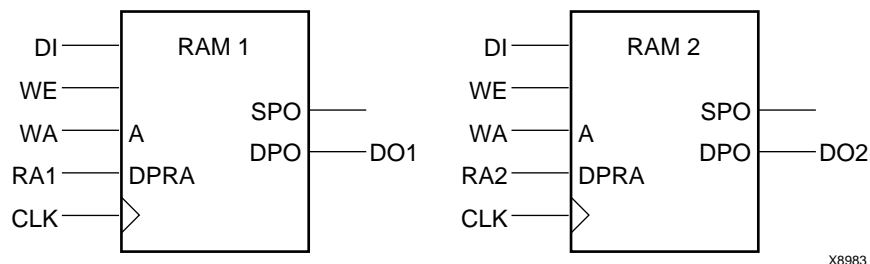 DI
RAM 1
WE
SPO
WA
A
DPO
DO1
RA1
DPRA
CLK
DI
RAM 2
WE
SPO
WA
A
DPO
DO2
RA2
DPRA
CLK
X8983